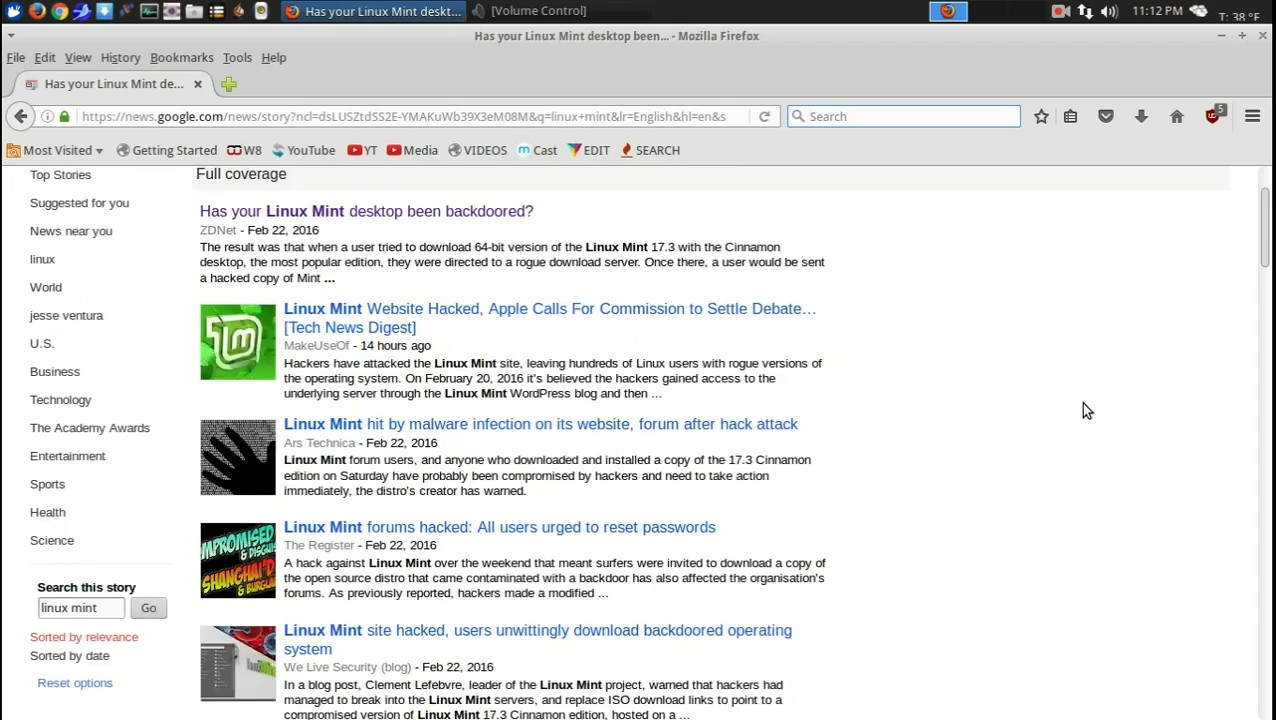 Has your Linux Mint deskt...
[Volume Control]
11:12 PM
T: 38 °F
Has your Linux Mint desktop been... - Mozilla Firefox
File Edit View History Bookmarks Tools Help
Has your Linux Mint de...
https://news.google.com/news/story?ncl=dsLUSZtdSS2E-YMAKuWb39X3eM08M&q=linux+mint&lr=English&hl=en&s
Search
5
Most Visited Getting Started W8 YouTube YT Media VIDEOS Cast EDIT SEARCH
Top Stories
Suggested for you
News near you
linux
World
jesse ventura
U.S.
Business
Technology
The Academy Awards
Entertainment
Sports
Health
Science
Search this story
linux mint Go
Sorted by relevance
Sorted by date
Reset options
Full coverage
Has your Linux Mint desktop been backdoored?
ZDNet - Feb 22, 2016
The result was that when a user tried to download 64-bit version of the Linux Mint 17.3 with the Cinnamon
desktop, the most popular edition, they were directed to a rogue download server. Once there, a user would be sent
a hacked copy of Mint ...
Linux Mint Website Hacked, Apple Calls For Commission to Settle Debate…
[Tech News Digest]
MakeUseOf - 14 hours ago
Hackers have attacked the Linux Mint site, leaving hundreds of Linux users with rogue versions of
the operating system. On February 20, 2016 it's believed the hackers gained access to the
underlying server through the Linux Mint WordPress blog and then ...
Linux Mint hit by malware infection on its website, forum after hack attack
Ars Technica - Feb 22, 2016
Linux Mint forum users, and anyone who downloaded and installed a copy of the 17.3 Cinnamon
edition on Saturday have probably been compromised by hackers and need to take action
immediately, the distro's creator has warned.
MPROMISED
& DISGUIS
SHANGHAI'D
& BURGLA
Linux Mint forums hacked: All users urged to reset passwords
The Register - Feb 22, 2016
A hack against Linux Mint over the weekend that meant surfers were invited to download a copy of
the open source distro that came contaminated with a backdoor has also affected the organisation's
forums. As previously reported, hackers made a modified ...
Linux Mint site hacked, users unwittingly download backdoored operating
system
We Live Security (blog) - Feb 22, 2016
In a blog post, Clement Lefebvre, leader of the Linux Mint project, warned that hackers had
managed to break into the Linux Mint servers, and replace ISO download links to point to a
compromised version of Linux Mint 17.3 Cinnamon edition, hosted on a ...